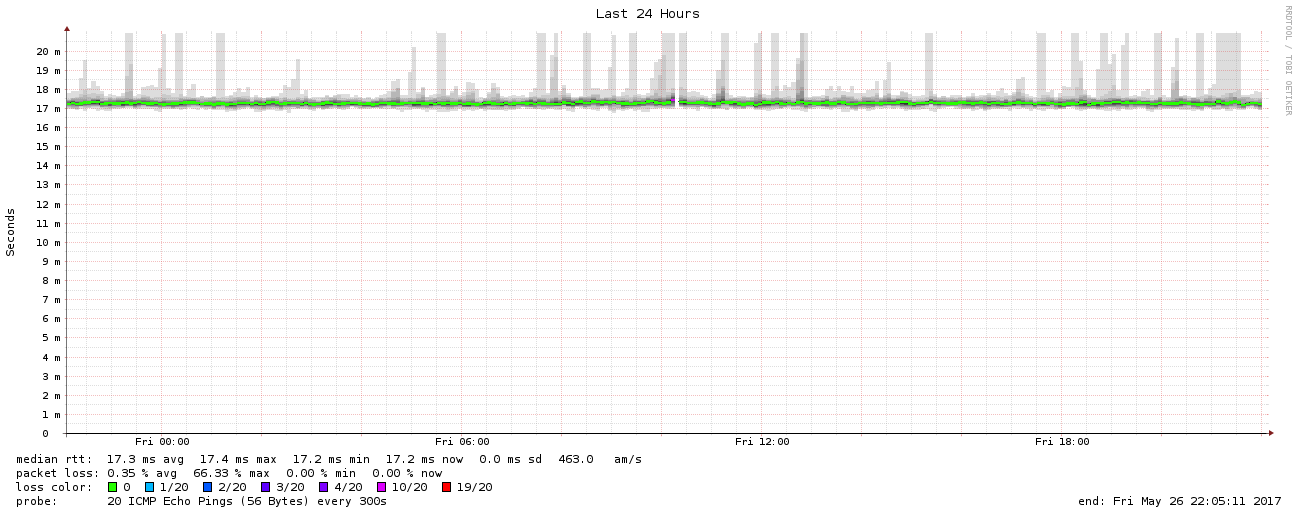 Last 24 Hours
RRDTOOL / TOBI OETIKER
Seconds
20 m
19 m
18 m
17 m
16 m
15 m
14 m
13 m
12 m
11 m
10 m
9 m
8 m
7 m
6 m
5 m
4 m
3 m
2 m
1 m
0
Fri 00:00 Fri 06:00 Fri 12:00 Fri 18:00
median rtt: 17.3 ms avg 17.4 ms max 17.2 ms min 17.2 ms now 0.0 ms sd 463.0 am/s
packet loss: 0.35 % avg 66.33 % max 0.00 % min 0.00 % now
loss color: 0 1/20 2/20 3/20 4/20 10/20 19/20
probe: 20 ICMP Echo Pings (56 Bytes) every 300s end: Fri May 26 22:05:11 2017